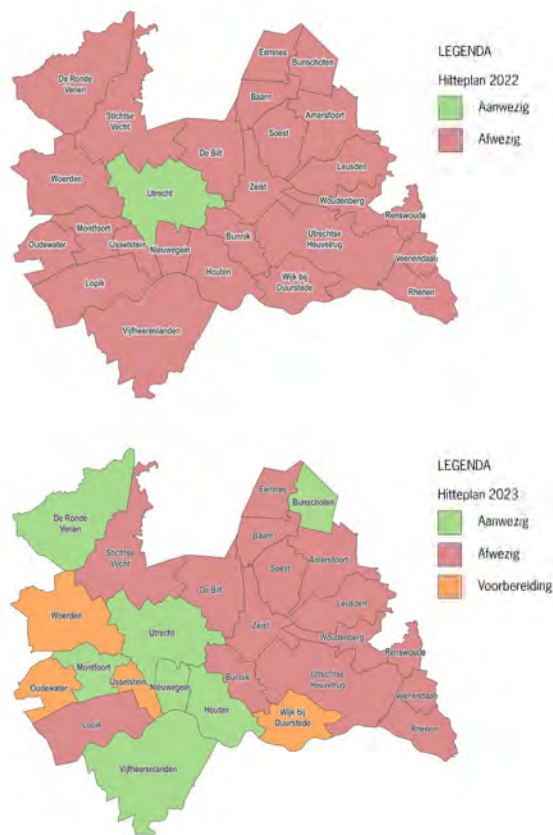 LEGENDA
Hitteplan 2022
Aanwezig
Afwezig
Eemnes
Bunschoten
De Ronde
Venen
Baarn
Stichtse
Vecht
Soest
Amersfoort
De Bilt
Leusden
Woerden
Zeist
Utrecht
Woudenberg
Renswoude
Montfoort
Oudewater
IJsselstein
Nieuwegein
Bunnik
Utrechtse
Heuvelrug
Veenendaal
Houten
Wijk bij
Duurstede
Lopik
Rhenen
Vijfheerenlanden
LEGENDA
Hitteplan 2023
Aanwezig
Afwezig
Voorbereiding
Eemnes
Bunschoten
De Ronde
Venen
Baarn
Stichtse
Vecht
Soest
Amersfoort
De Bilt
Leusden
Woerden
Zeist
Utrecht
Woudenberg
Renswoude
Montfoort
Oudewater
IJsselstein
Nieuwegein
Bunnik
Utrechtse
Heuvelrug
Veenendaal
Houten
Wijk bij
Duurstede
Lopik
Rhenen
Vijfheerenlanden